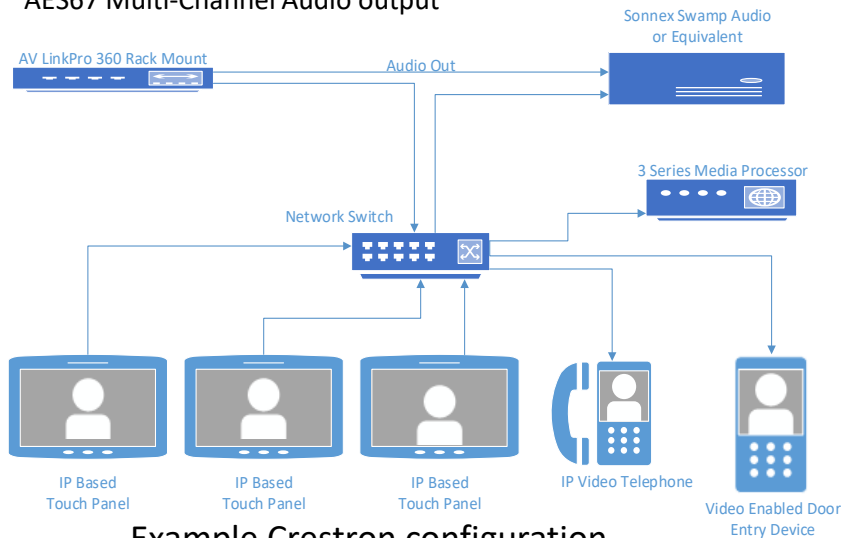 AES67 Multi-Channel Audio output
Sonnex Swamp Audio
or Equivalent
AV LinkPro 360 Rack Mount
Audio Out
3 Series Media Processor
Network Switch
IP Based
Touch Panel
IP Based
Touch Panel
IP Based
Touch Panel
IP Video Telephone
Video Enabled Door
Entry Device
Example Crestron configuration